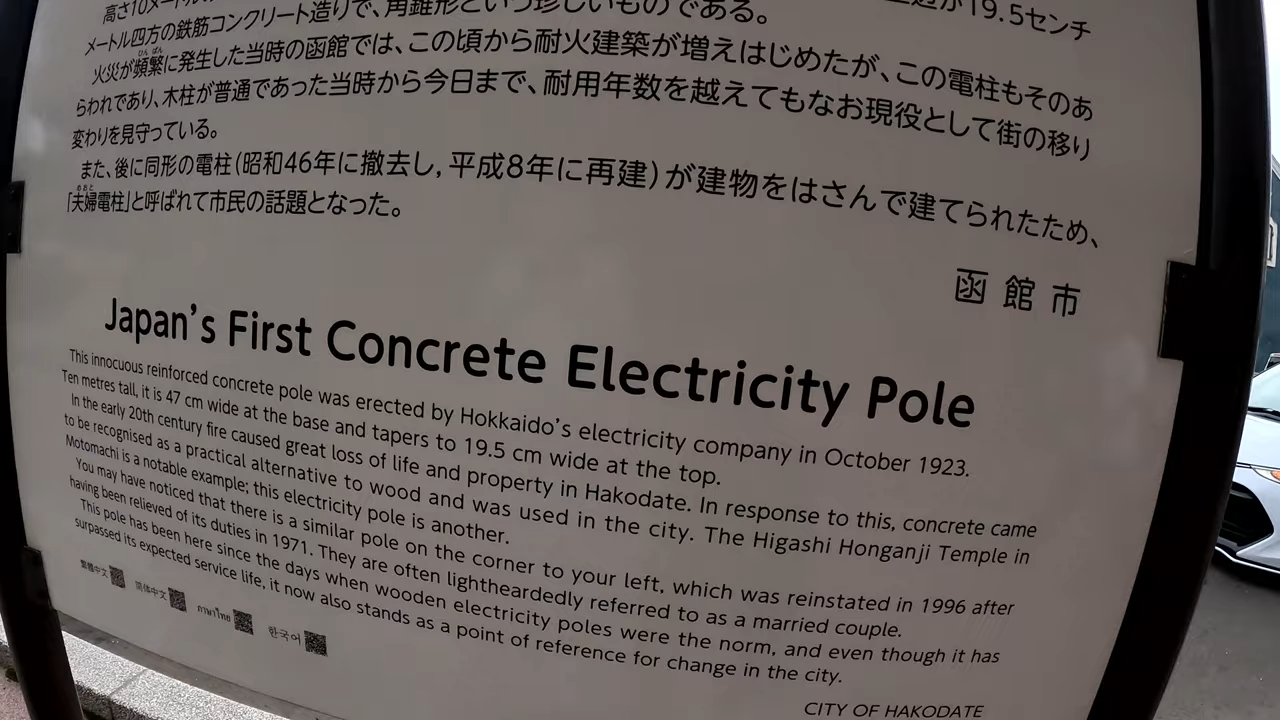 高さ10メートル
19.5センチ
メートル四方の鉄筋コンクリート造りで、角錐形という珍しいものである。
火災が頻繁に発生した当時の函館では、この頃から耐火建築が増えはじめたが、この電柱もそのあ
らわれであり、木柱が普通であった当時から今日まで、耐用年数を越えてもなお現役として街の移り
変わりを見守っている。
また、後に同形の電柱(昭和46年に撤去し,平成8年に再建)が建物をはさんで建てられたため、
「夫婦電柱」と呼ばれて市民の話題となった。
函館市
Japan's First Concrete Electricity Pole
This innocuous reinforced concrete pole was erected by Hokkaido's electricity company in October 1923.
Ten metres tall, it is 47 cm wide at the base and tapers to 19.5 cm wide at the top.
In the early 20th century fire caused great loss of life and property in Hakodate. In response to this, concrete came
to be recognised as a practical alternative to wood and was used in the city. The Higashi Honganji Temple in
Motomachi is a notable example; this electricity pole is another.
You may have noticed that there is a similar pole on the corner to your left, which was reinstated in 1996 after
having been relieved of its duties in 1971. They are often lightheardedly referred to as a married couple.
This pole has been here since the days when wooden electricity poles were the norm, and even though it has
surpassed its expected service life, it now also stands as a point of reference for change in the city.
繁體中文 简体中文 ภาษาไทย 한국어
CITY OF HAKODATE